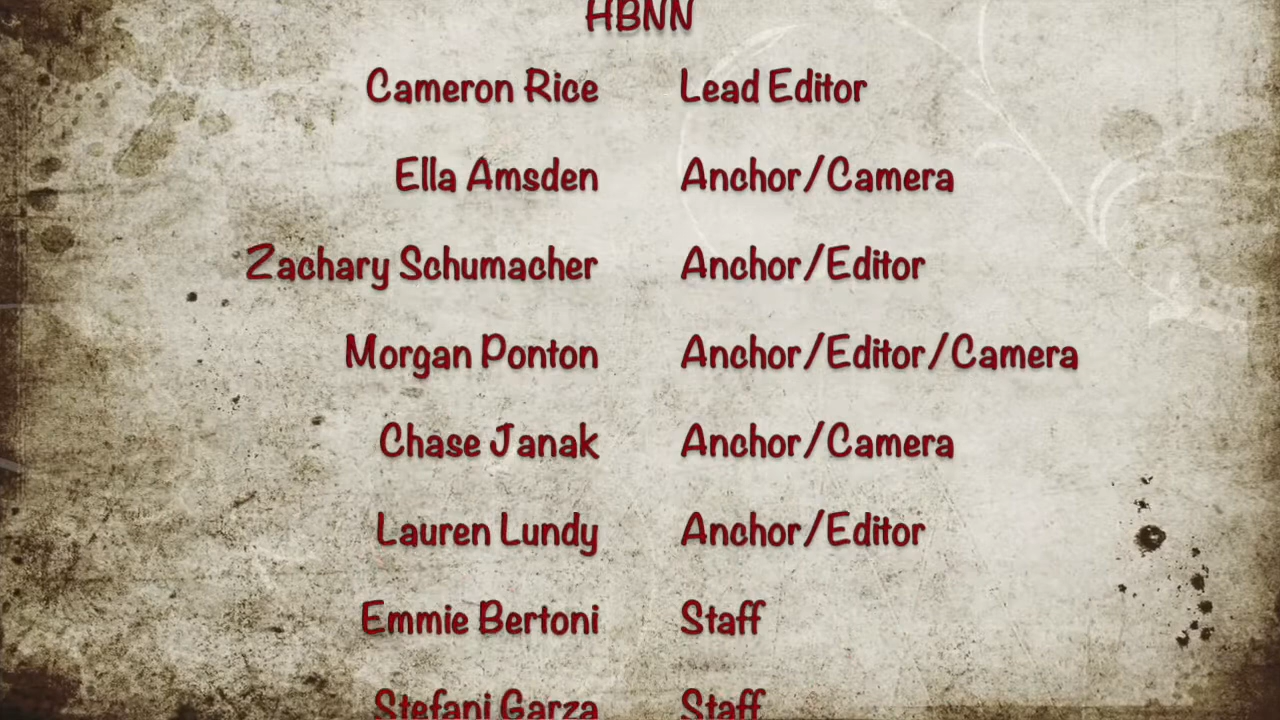 HBNN
Cameron Rice Lead Editor
Ella Amsden Anchor/Camera
Zachary Schumacher Anchor/Editor
Morgan Ponton Anchor/Editor/Camera
Chase Janak Anchor/Camera
Lauren Lundy Anchor/Editor
Emmie Bertoni Staff
Stefani Garza Staff